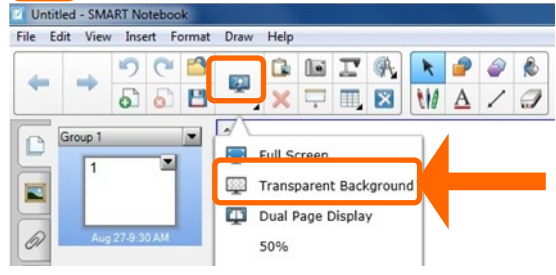 Untitled - SMART Notebook
File Edit View Insert Format Draw Help
Group 1
1
Aug 27-9:30 AM
Full Screen
Transparent Background
Dual Page Display
50%